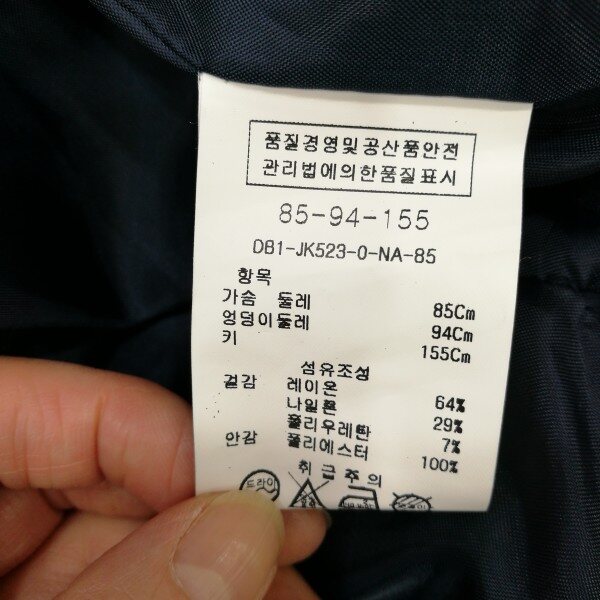 품질경영및공산품안전
관리법에의한품질표시
85-94-155
DB1-JK523-0-NA-85
항목
가슴 둘레 85Cm
엉덩이둘레 94Cm
키 155Cm
섬유조성
겉감 레이온 64%
나일론 29%
폴리우레탄 7%
안감 폴리에스터 100%
취급주의
드라이